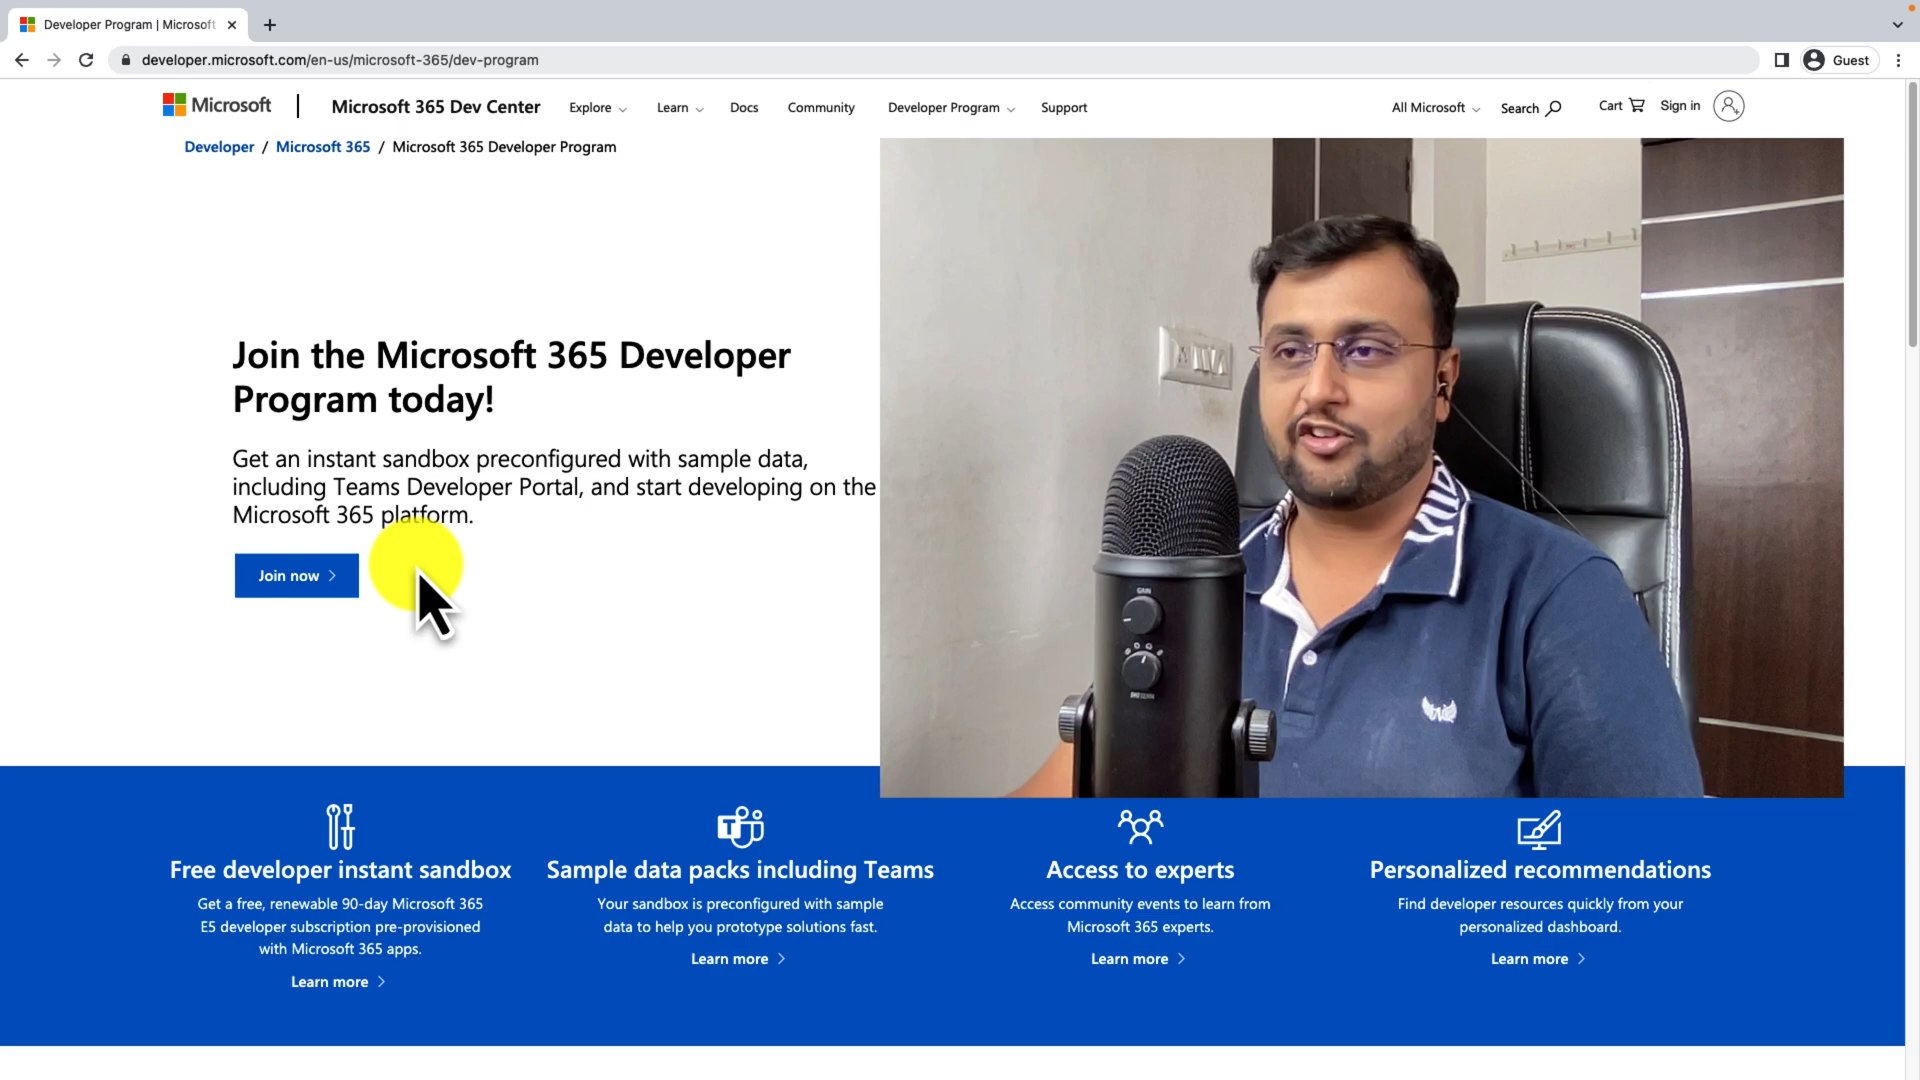 Developer Program | Microsoft
developer.microsoft.com/en-us/microsoft-365/dev-program
Guest
Microsoft
Microsoft 365 Dev Center
Explore
Learn
Docs
Community
Developer Program
Support
All Microsoft
Search
Cart
Sign in
Developer / Microsoft 365 / Microsoft 365 Developer Program
Join the Microsoft 365 Developer
Program today!
Get an instant sandbox preconfigured with sample data,
including Teams Developer Portal, and start developing on the
Microsoft 365 platform.
Join now
GAIN
Free developer instant sandbox
Get a free, renewable 90-day Microsoft 365
E5 developer subscription pre-provisioned
with Microsoft 365 apps.
Learn more
Sample data packs including Teams
Your sandbox is preconfigured with sample
data to help you prototype solutions fast.
Learn more
Access to experts
Access community events to learn from
Microsoft 365 experts.
Learn more
Personalized recommendations
Find developer resources quickly from your
personalized dashboard.
Learn more